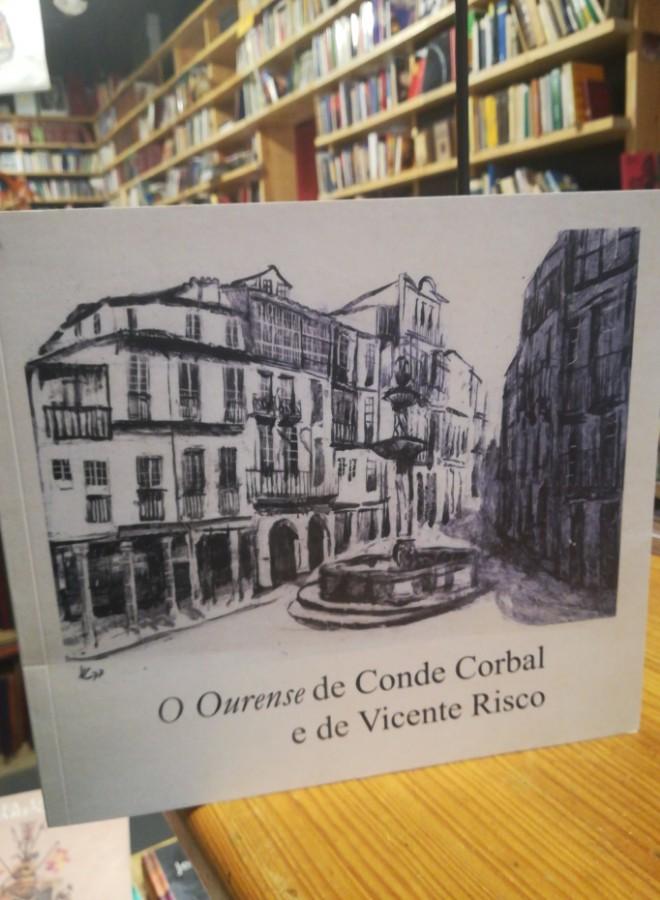 O Ourense de Conde Corbal
e de Vicente Risco